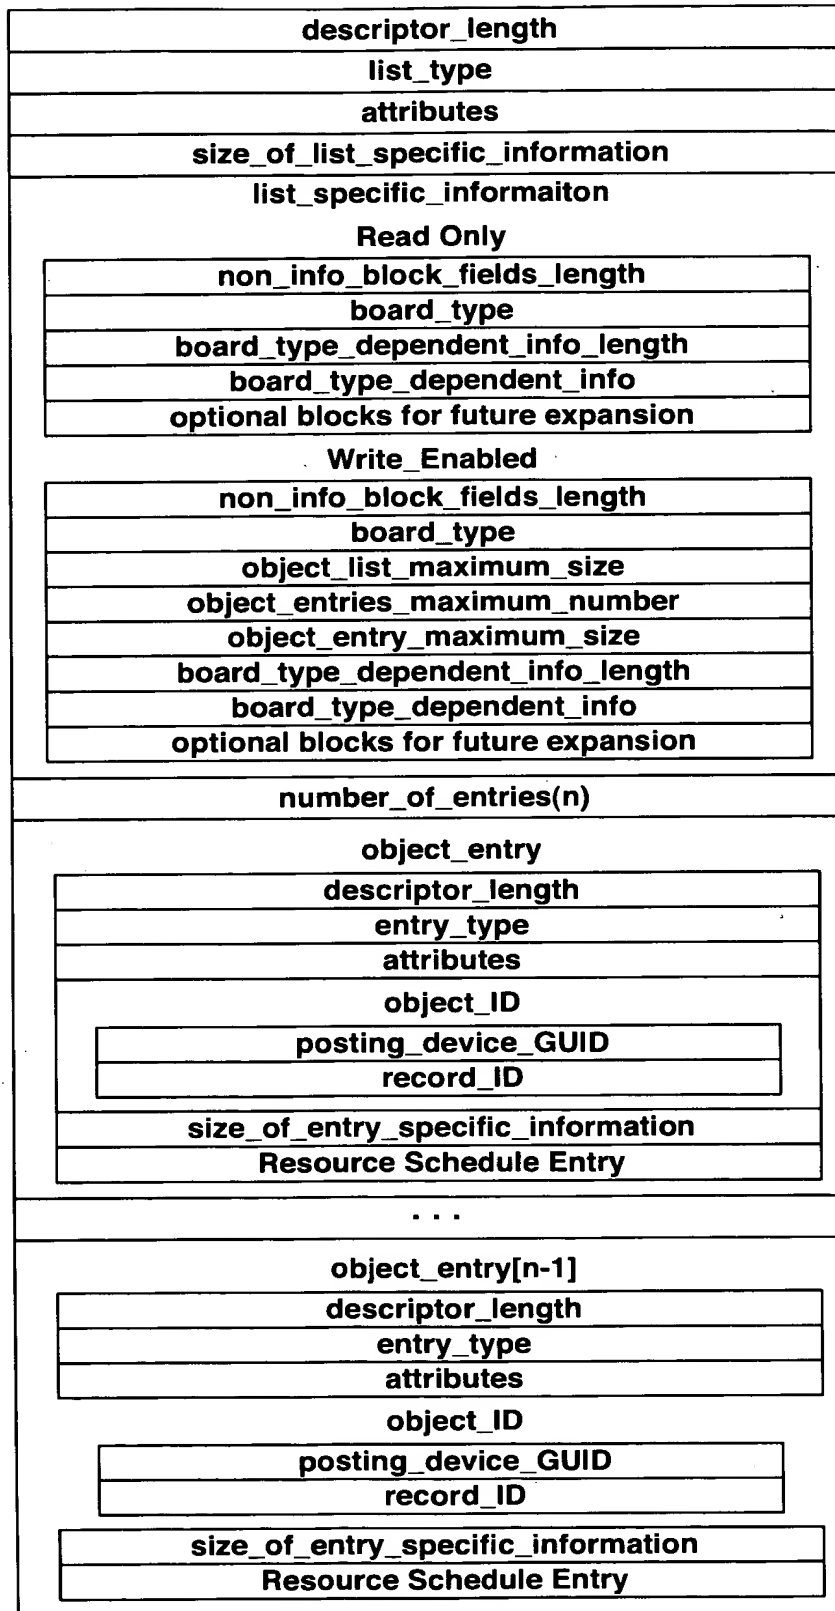 descriptor_length
list_type
attributes
size_of_list_specific_information
list_specific_informaiton
Read Only
non_info_block_fields_length
board_type
board_type_dependent_info_length
board_type_dependent_info
optional blocks for future expansion
Write_Enabled
non_info_block_fields_length
board_type
object_list_maximum_size
object_entries_maximum_number
object_entry_maximum_size
board_type_dependent_info_length
board_type_dependent_info
optional blocks for future expansion
number_of_entries(n)
object_entry
descriptor_length
entry_type
attributes
object_ID
posting_device_GUID
record_ID
size_of_entry_specific_information
Resource Schedule Entry
. . .
object_entry[n-1]
descriptor_length
entry_type
attributes
object_ID
posting_device_GUID
record_ID
size_of_entry_specific_information
Resource Schedule Entry